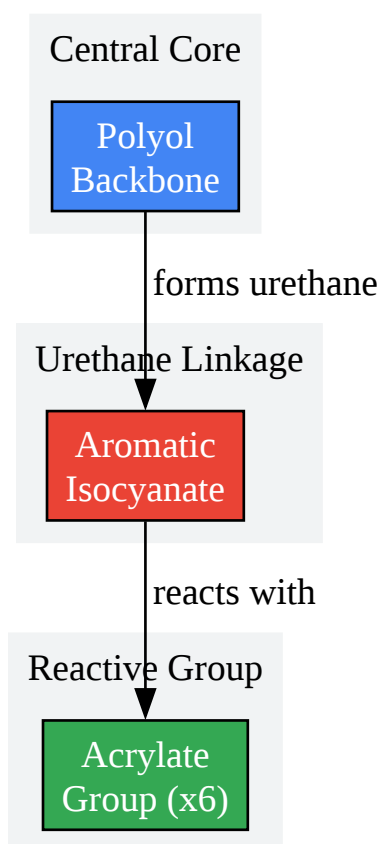 Central Core
Polyol
Backbone
forms urethane
Urethane Linkage
Aromatic
Isocyanate
reacts with
Reactive Group
Acrylate
Group (x6)